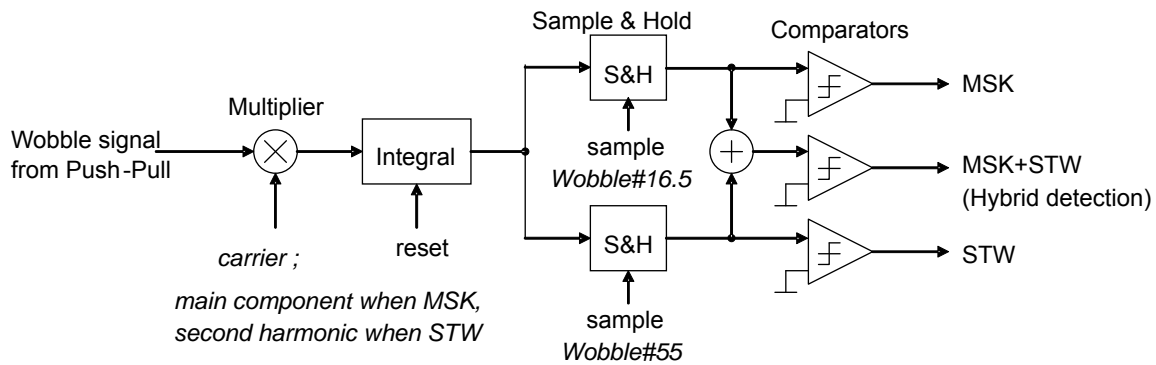 Sample & Hold
Comparators
S&H
MSK
Multiplier
Wobble signal
from Push-Pull
Integral
sample
Wobble#16.5
MSK+STW
(Hybrid detection)
reset
S&H
STW
carrier ;
main component when MSK,
second harmonic when STW
sample
Wobble#55